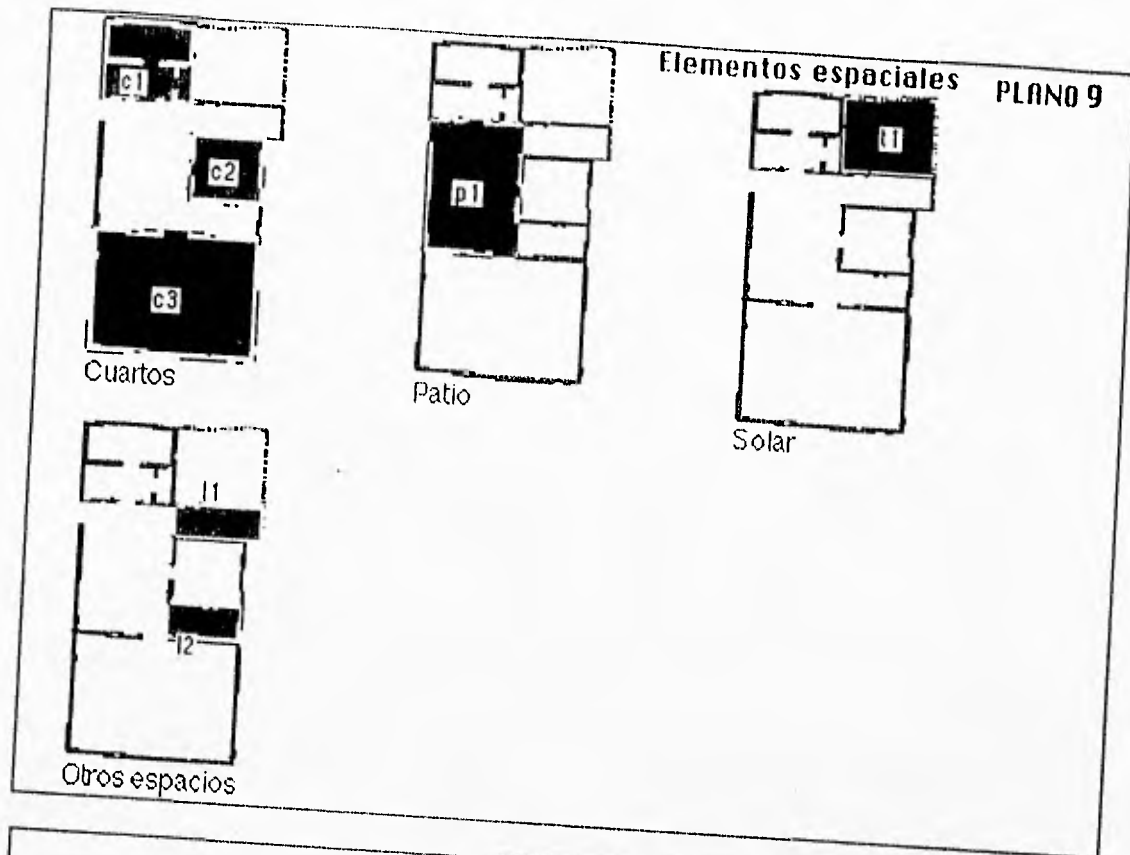 Elementos espaciales PLANO 9
c1
c2
c3
Cuartos
p1
Patio
t1
Solar
l1
l2
Otros espacios